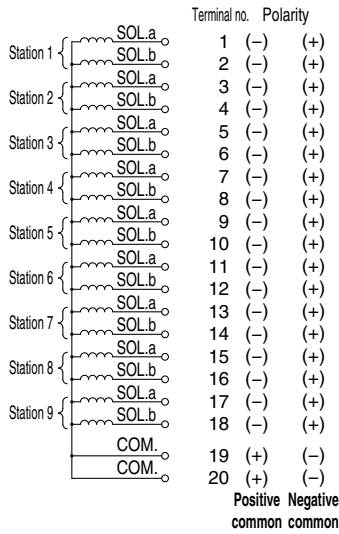 Terminal no. Polarity
Station 1 SOL.a 1 (–) (+)
SOL.b 2 (–) (+)
Station 2 SOL.a 3 (–) (+)
SOL.b 4 (–) (+)
Station 3 SOL.a 5 (–) (+)
SOL.b 6 (–) (+)
Station 4 SOL.a 7 (–) (+)
SOL.b 8 (–) (+)
Station 5 SOL.a 9 (–) (+)
SOL.b 10 (–) (+)
Station 6 SOL.a 11 (–) (+)
SOL.b 12 (–) (+)
Station 7 SOL.a 13 (–) (+)
SOL.b 14 (–) (+)
Station 8 SOL.a 15 (–) (+)
SOL.b 16 (–) (+)
Station 9 SOL.a 17 (–) (+)
SOL.b 18 (–) (+)
COM. 19 (+) (–)
COM. 20 (+) (–)
Positive Negative
common common